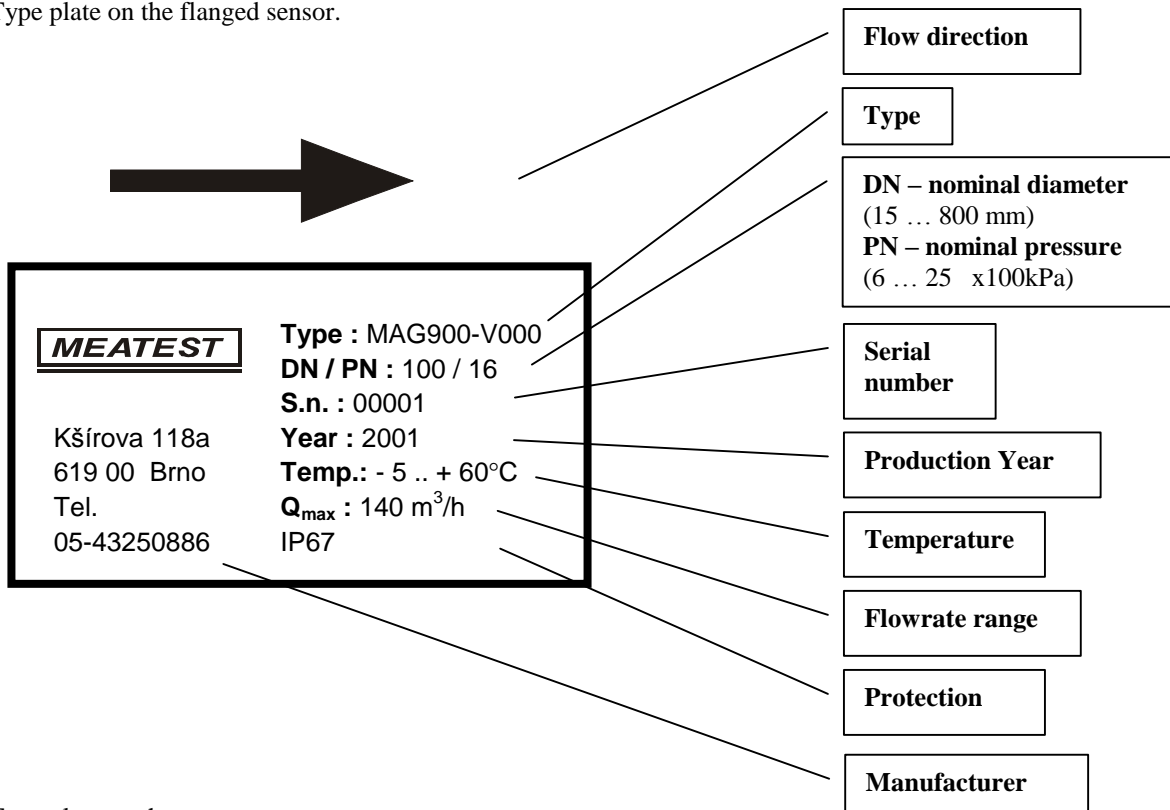 Type plate on the flanged sensor.
Flow direction
Type
DN – nominal diameter
(15 … 800 mm)
PN – nominal pressure
(6 … 25 x100kPa)
MEATEST
Type : MAG900-V000
DN / PN : 100 / 16
S.n. : 00001
Year : 2001
Temp.: - 5 .. + 60°C
Qmax : 140 m³/h
IP67
Kšírova 118a
619 00 Brno
Tel.
05-43250886
Serial
number
Production Year
Temperature
Flowrate range
Protection
Manufacturer